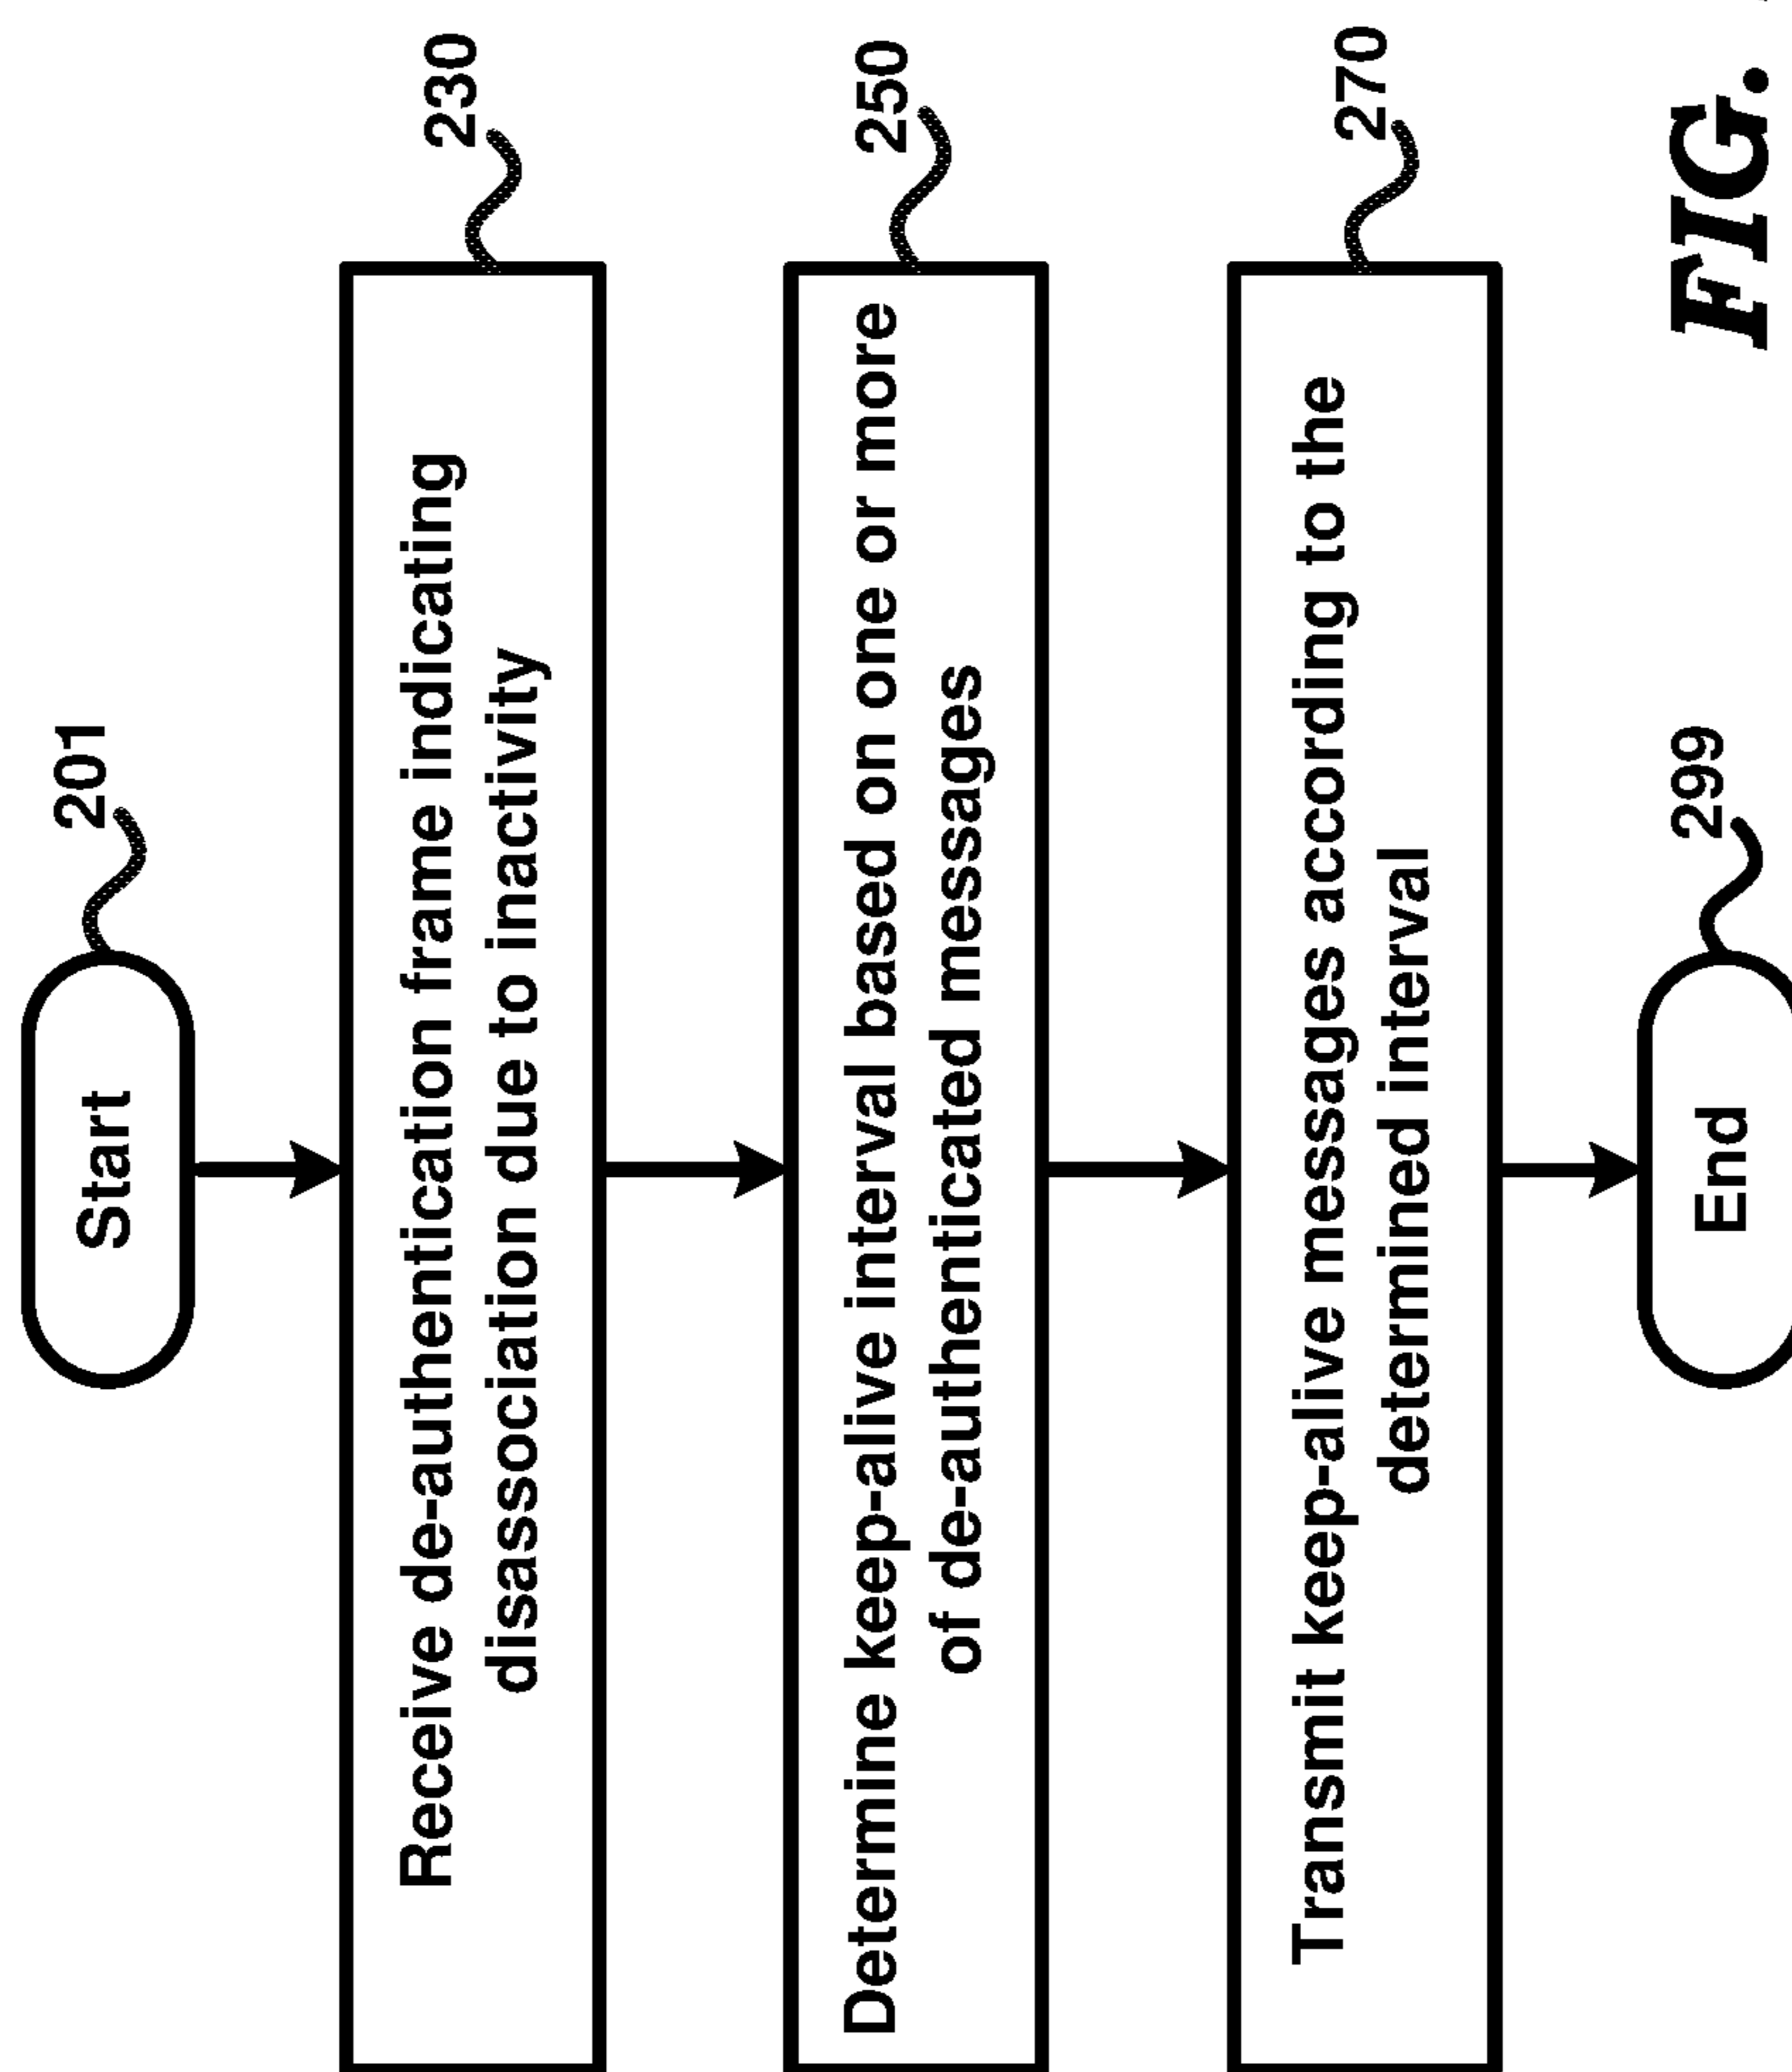 201
Start
230
Receive de-authentication frame indicating
disassociation due to inactivity
250
Determine keep-alive interval based on one or more
of de-authenticated messages
270
Transmit keep-alive messages according to the
determined interval
299
End
FIG.